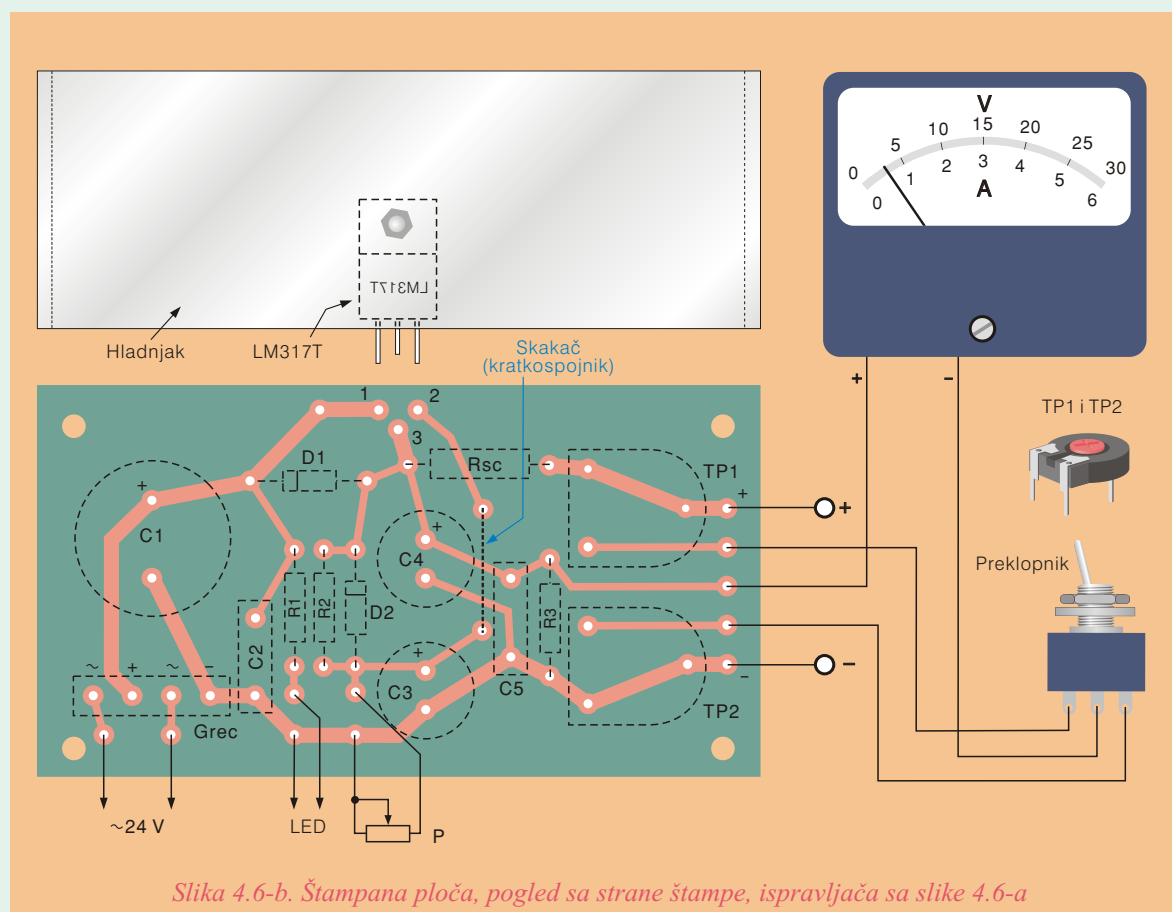 V
0 5 10 15 20 25 30
0 1 2 3 4 5 6
A
LM317T
Hladnjak
LM317T
Skakač
(kratkospojnik)
+ −
TP1 i TP2
Preklopnik
1 2
3
D1
Rsc
TP1
+
+
C1
+
C4
+
R1
R2
D2
R3
C2
+
C3
C5
−
−
TP2
~ + ~ −
Grec
~24 V
LED
P
Slika 4.6-b. Štampana ploča, pogled sa strane štampe, ispravljača sa slike 4.6-a